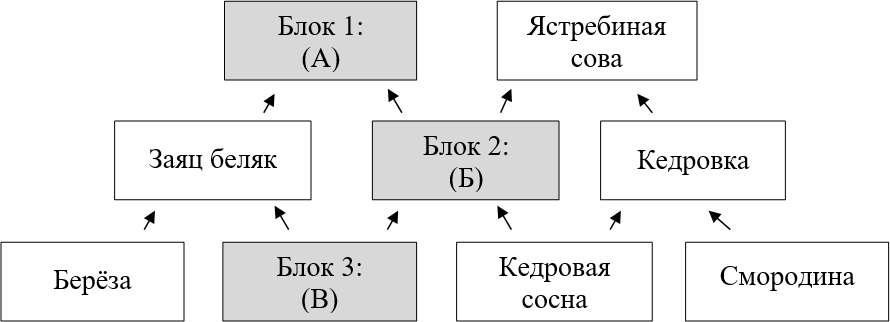 Блок 1:
(А)
Ястребиная
сова
Заяц беляк
Блок 2:
(Б)
Кедровка
Берёза
Блок 3:
(В)
Кедровая
сосна
Смородина